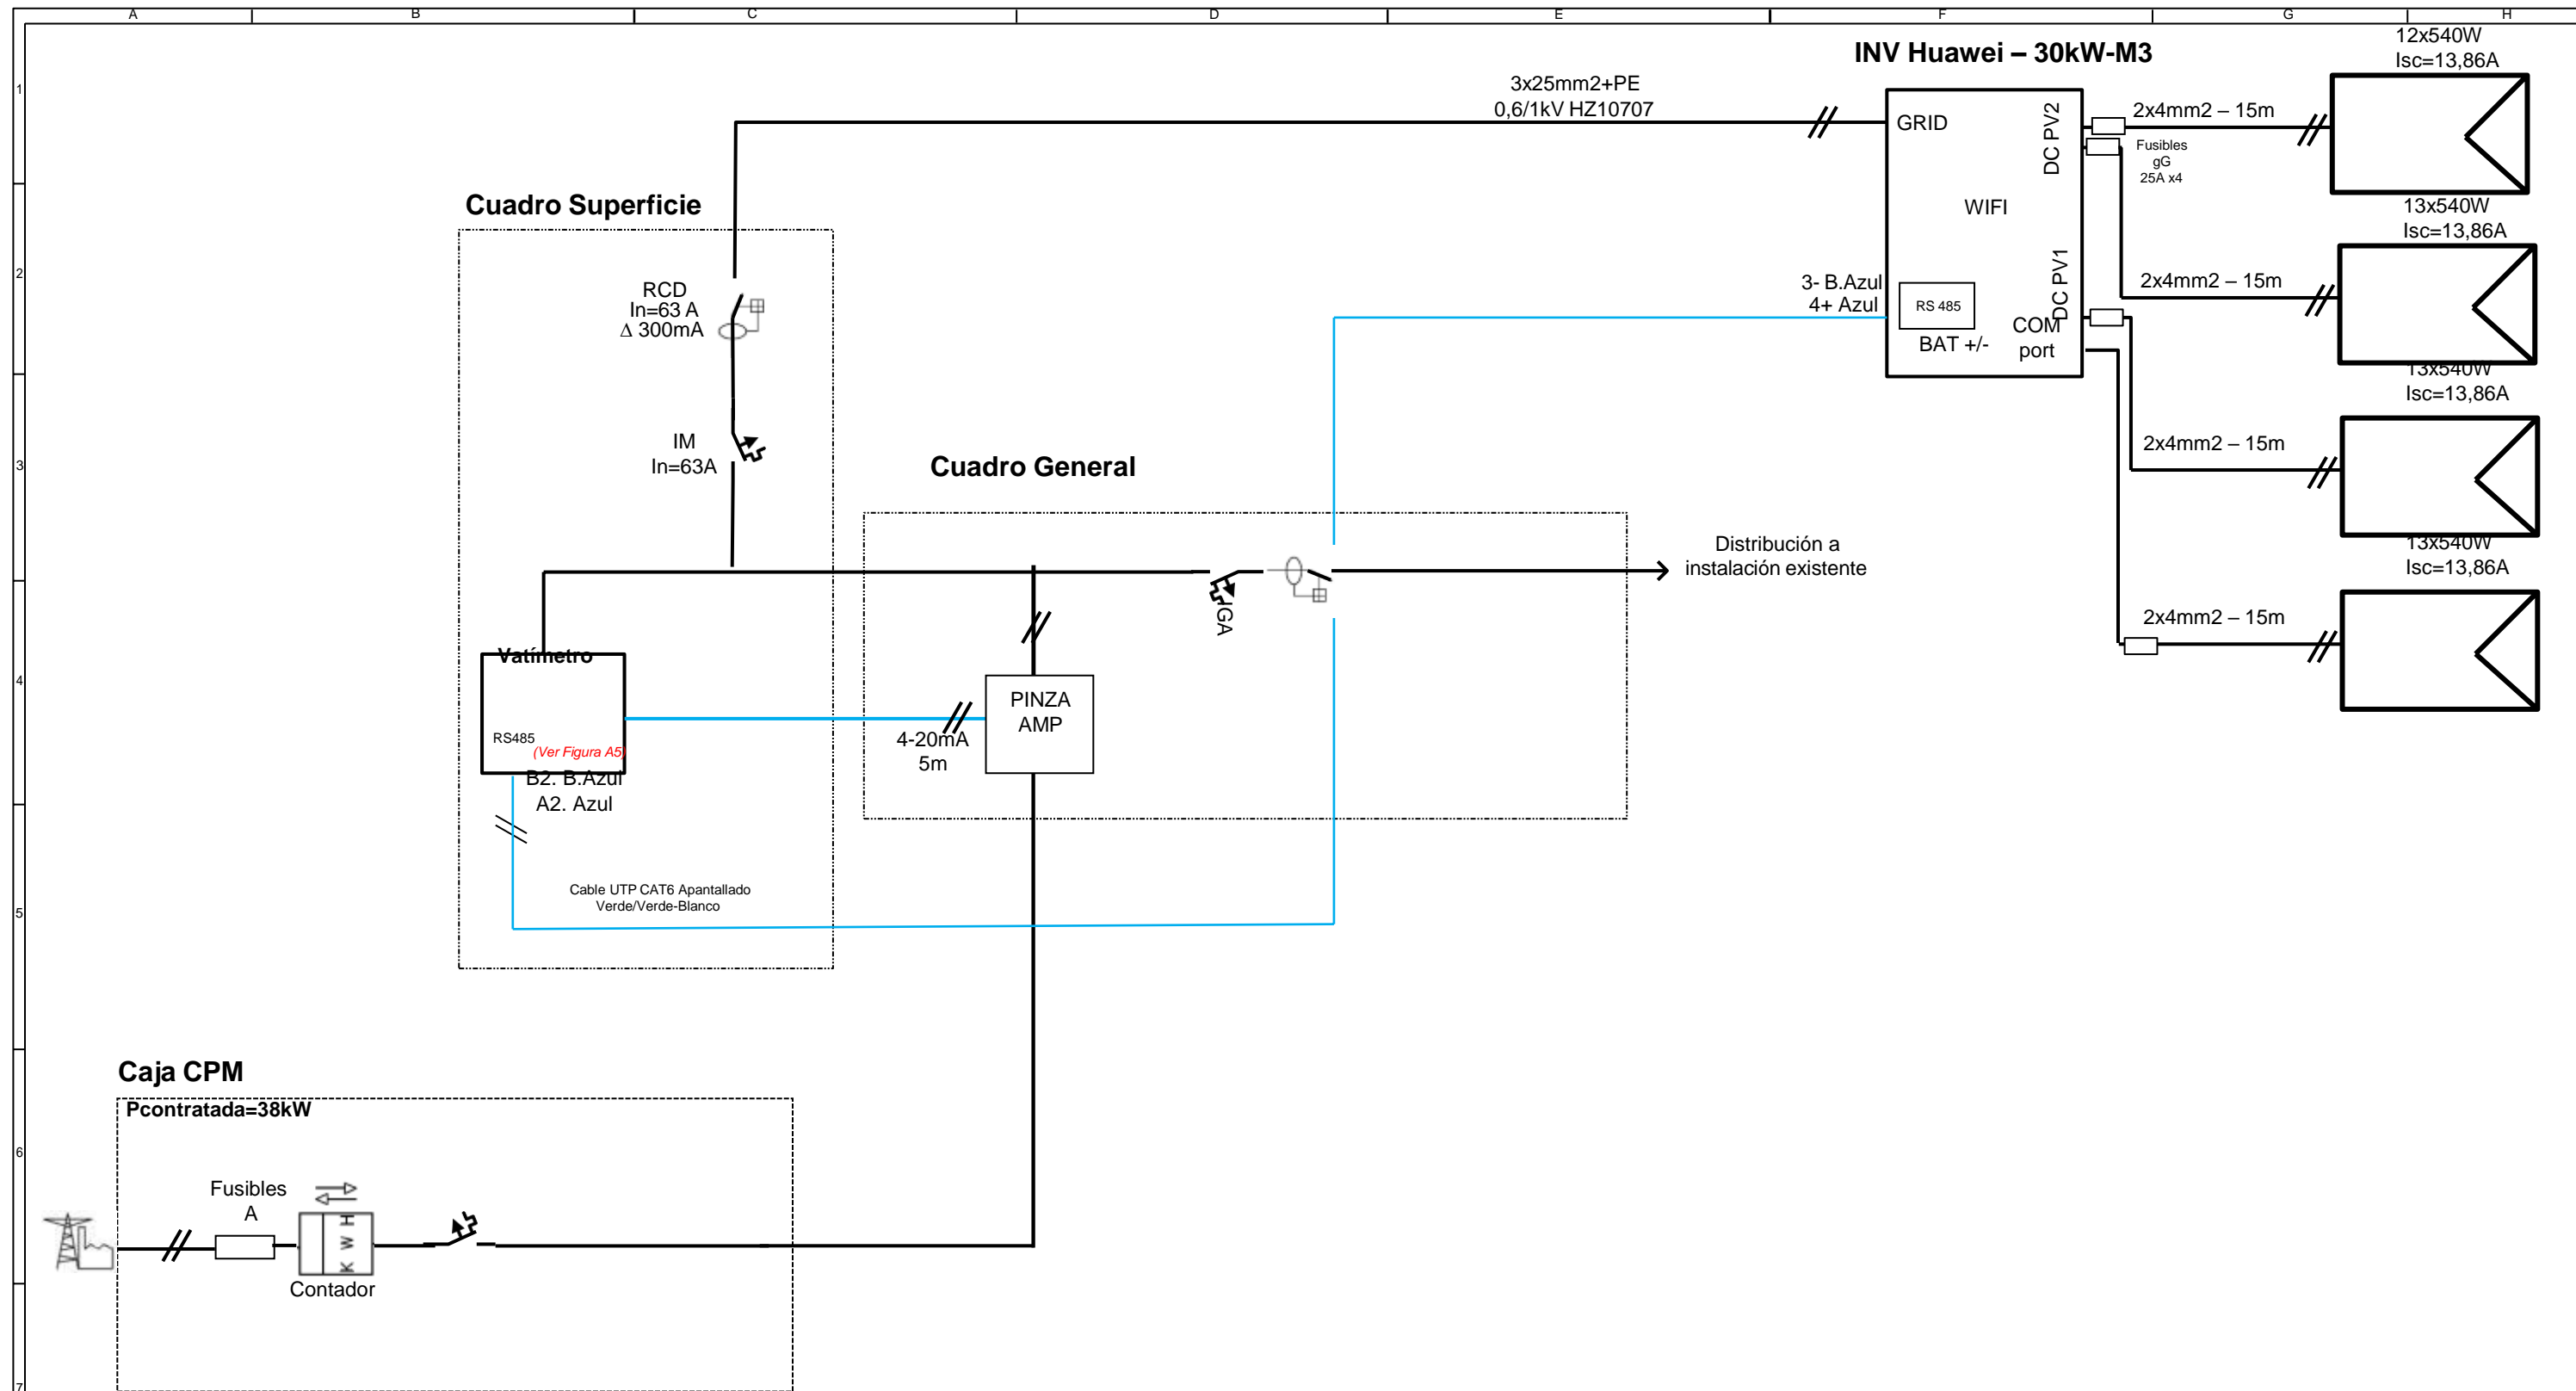 A B C D E F G H
1
2
3
4
5
6
7
INV Huawei – 30kW-M3
12x540W
Isc=13,86A
3x25mm2+PE
0,6/1kV HZ10707
GRID
DC PV2
2x4mm2 – 15m
Fusibles
gG
25A x4
WIFI
Cuadro Superficie
13x540W
Isc=13,86A
RCD
In=63 A
Δ 300mA
3- B.Azul
4+ Azul
RS 485
DC PV1
COM
port
BAT +/-
2x4mm2 – 15m
13x540W
Isc=13,86A
IM
In=63A
Cuadro General
2x4mm2 – 15m
Distribución a
instalación existente
13x540W
Isc=13,86A
IGA
2x4mm2 – 15m
Vatímetro
PINZA
AMP
RS485
(Ver Figura A5)
4-20mA
5m
B2. B.Azul
A2. Azul
Cable UTP CAT6 Apantallado
Verde/Verde-Blanco
Caja CPM
Pcontratada=38kW
Fusibles
A
K W H
Contador